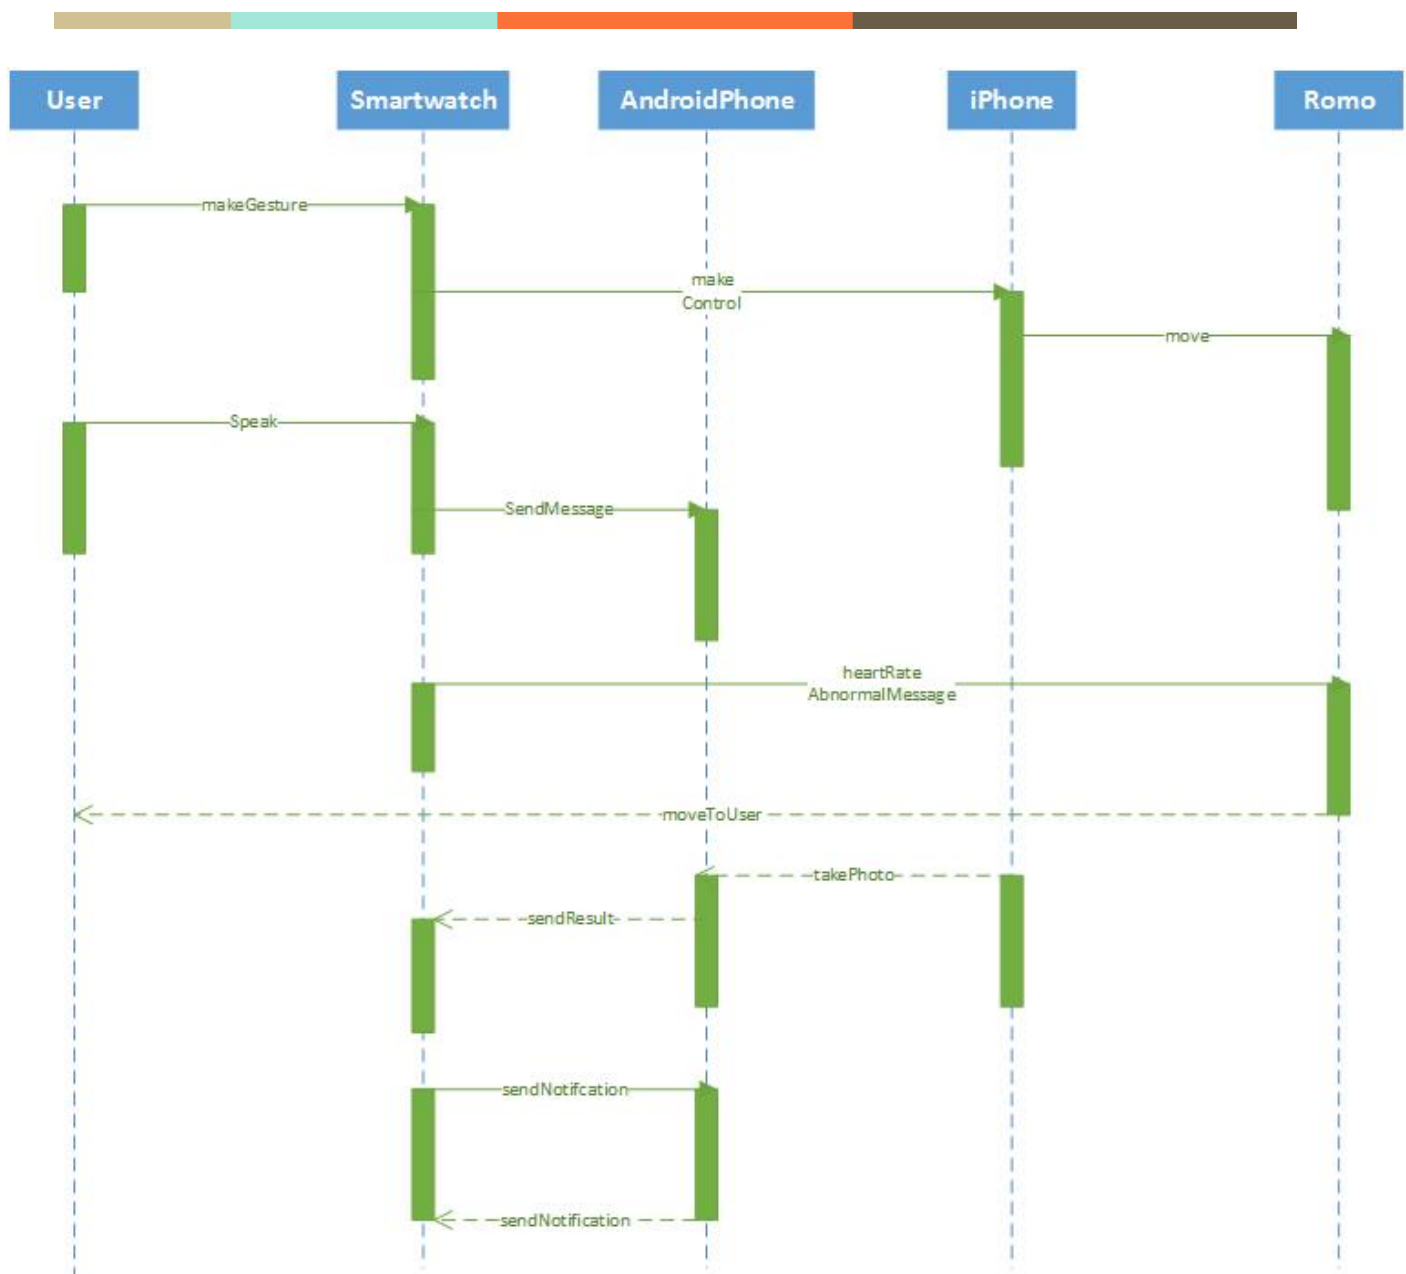 User
Smartwatch
AndroidPhone
iPhone
Romo
makeGesture
make
Control
move
Speak
SendMessage
heartRate
AbnormalMessage
moveToUser
takePhoto
sendResult
sendNotifcation
sendNotification